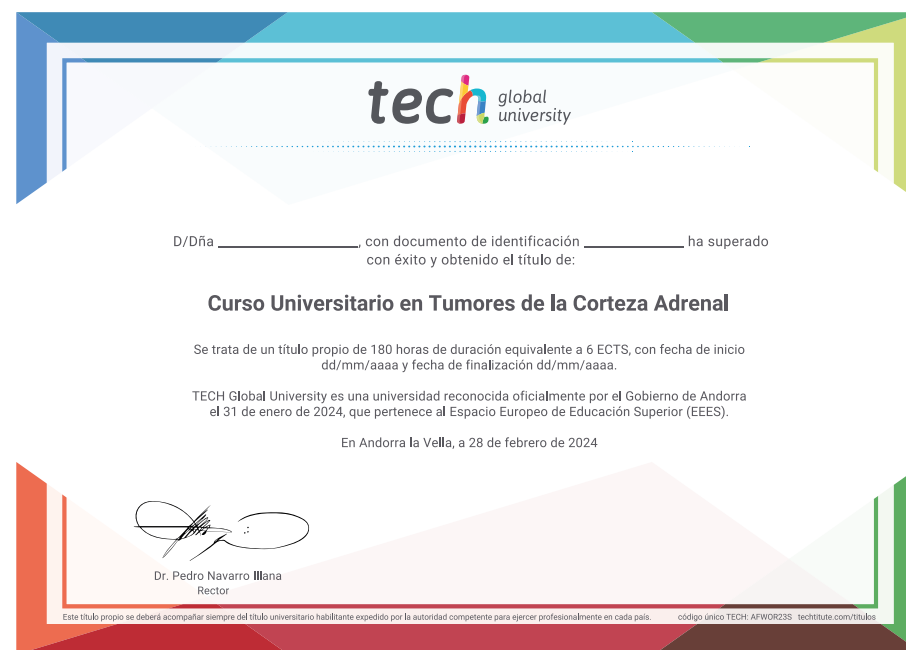 tech global university
D/Dña ____________________, con documento de identificación ______________ ha superado
con éxito y obtenido el título de:
Curso Universitario en Tumores de la Corteza Adrenal
Se trata de un título propio de 180 horas de duración equivalente a 6 ECTS, con fecha de inicio
dd/mm/aaaa y fecha de finalización dd/mm/aaaa.
TECH Global University es una universidad reconocida oficialmente por el Gobierno de Andorra
el 31 de enero de 2024, que pertenece al Espacio Europeo de Educación Superior (EEES).
En Andorra la Vella, a 28 de febrero de 2024
Dr. Pedro Navarro Illana
Rector
Este título propio se deberá acompañar siempre del título universitario habilitante expedido por la autoridad competente para ejercer profesionalmente en cada país. código único TECH: AFWOR23S techtitute.com/titulos